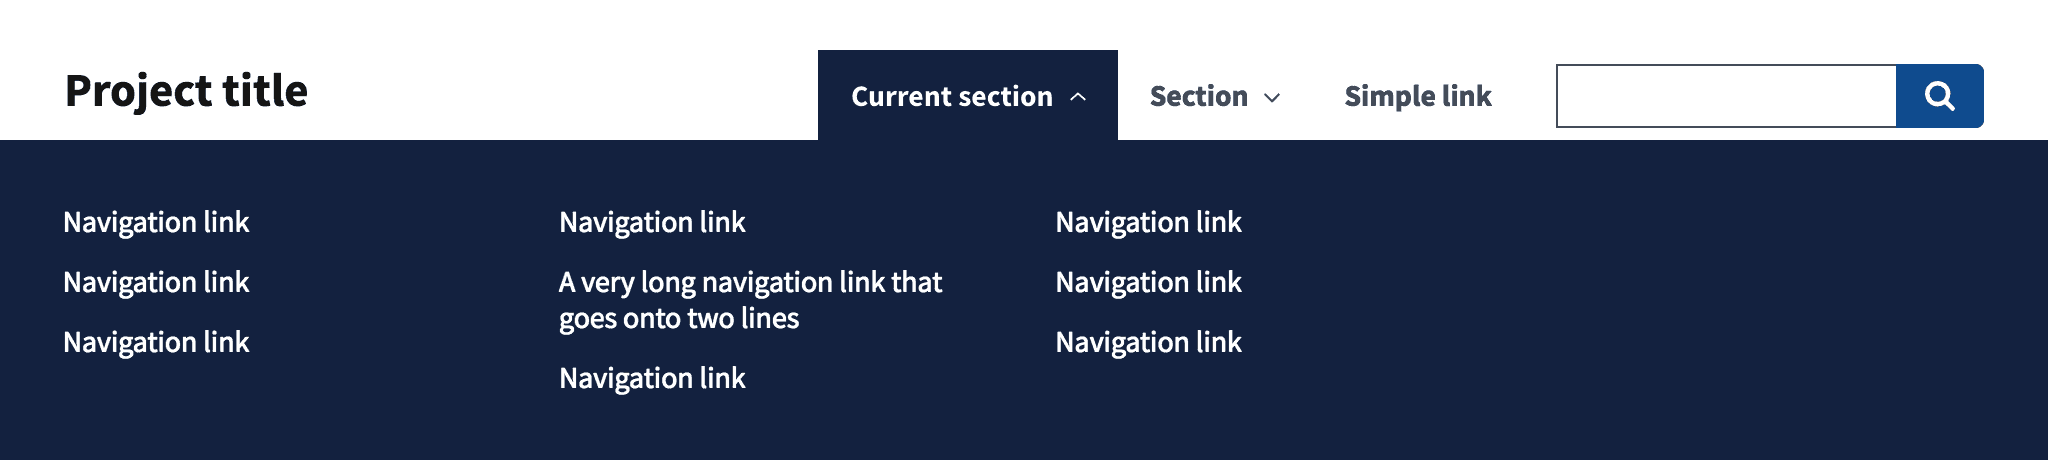 Project title
Current section
Section
Simple link
Navigation link
Navigation link
Navigation link
Navigation link
A very long navigation link that
goes onto two lines
Navigation link
Navigation link
Navigation link
Navigation link